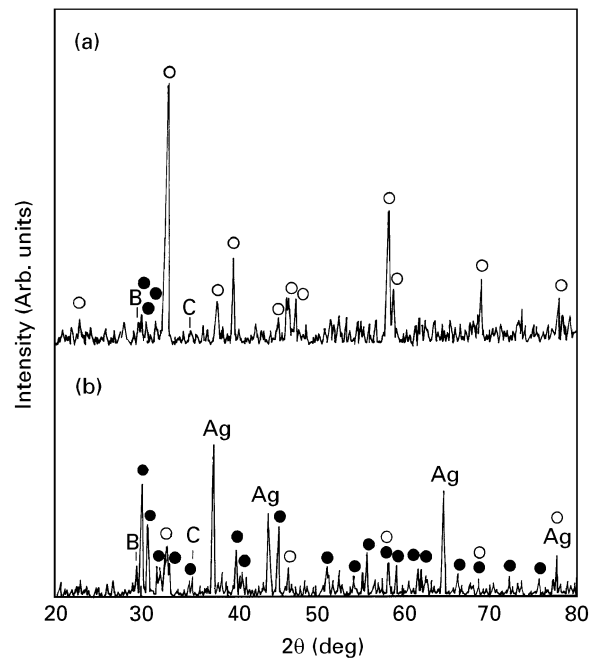 (a)
B
C
Intensity (Arb. units)
(b)
Ag
Ag
Ag
B
C
Ag
20 30 40 50 60 70 80
2θ (deg)